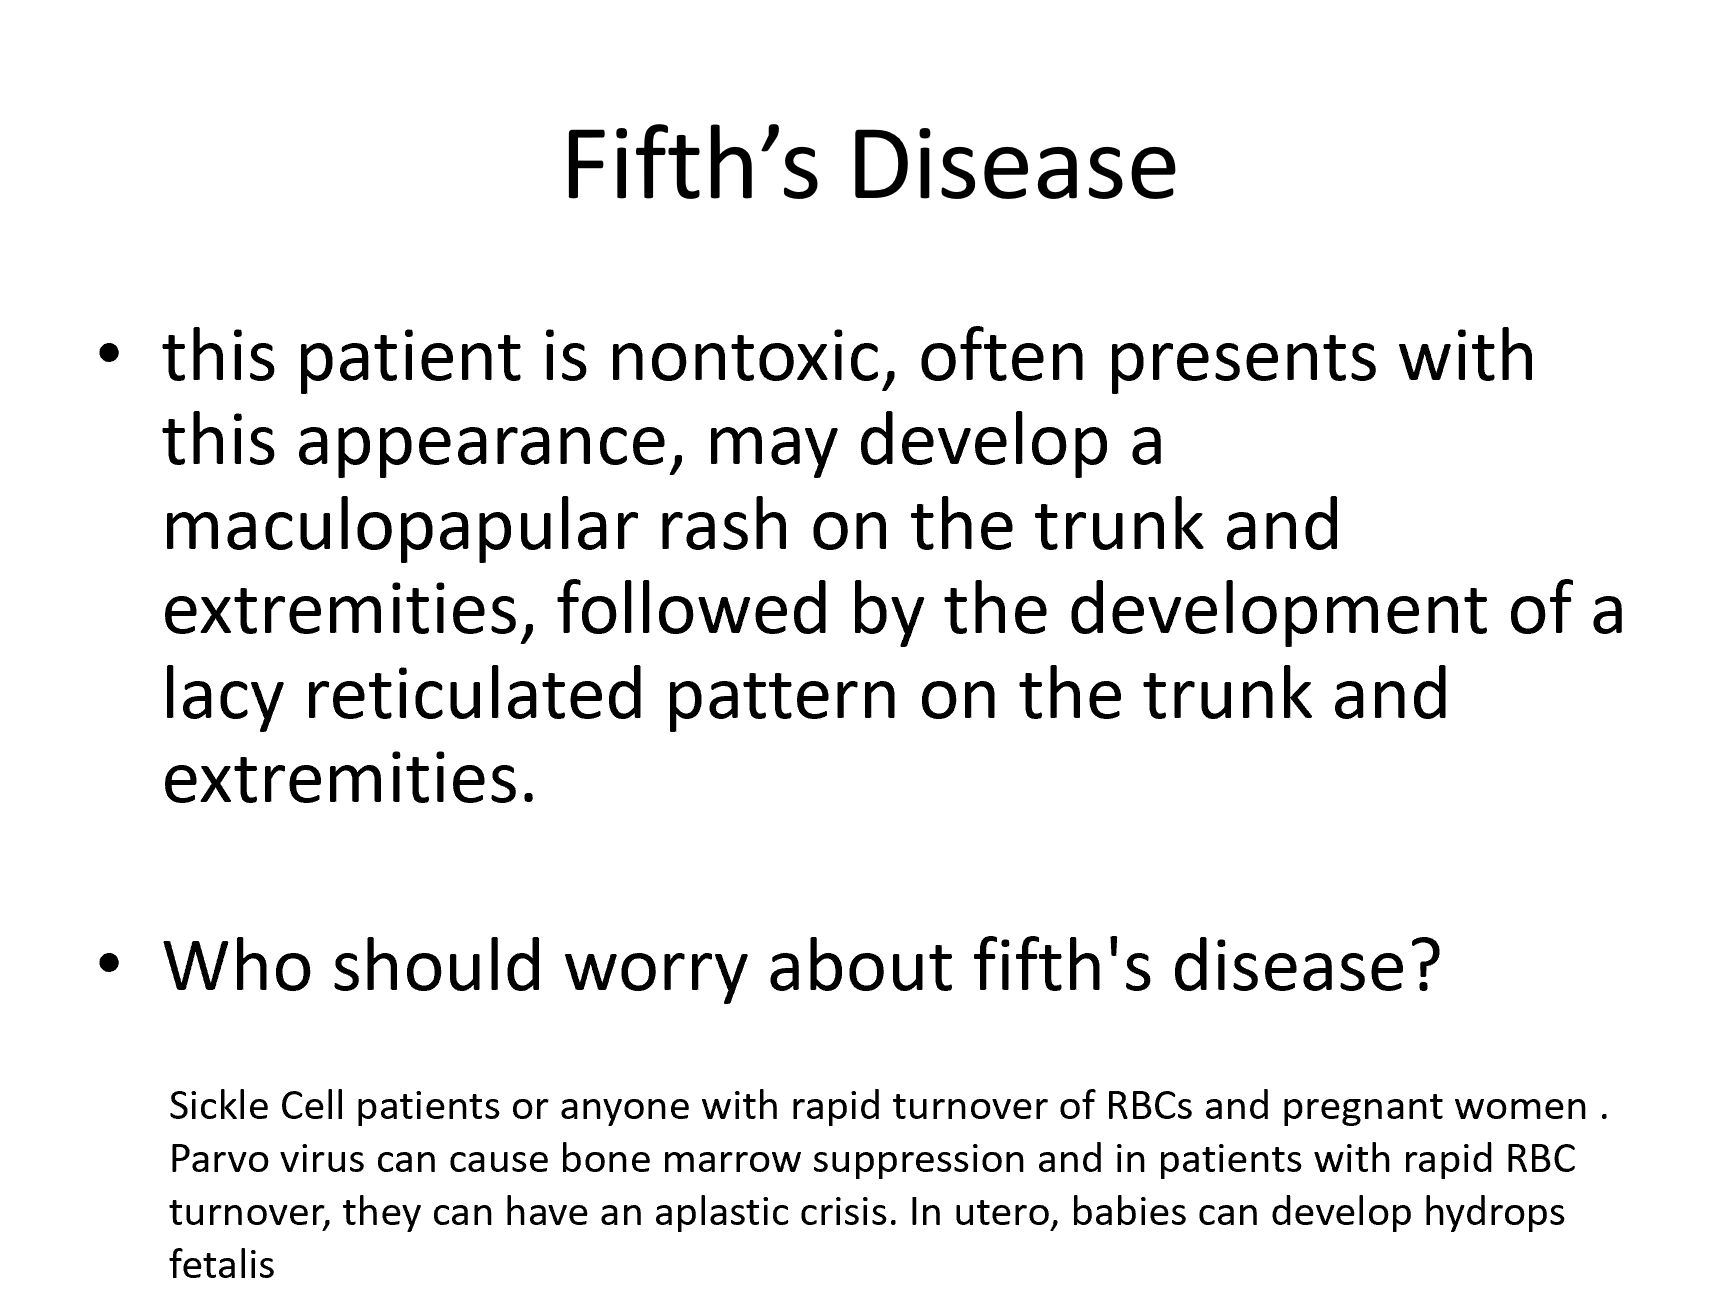 Fifth’s Disease
• this patient is nontoxic, often presents with
this appearance, may develop a
maculopapular rash on the trunk and
extremities, followed by the development of a
lacy reticulated pattern on the trunk and
extremities.
• Who should worry about fifth's disease?
Sickle Cell patients or anyone with rapid turnover of RBCs and pregnant women .
Parvo virus can cause bone marrow suppression and in patients with rapid RBC
turnover, they can have an aplastic crisis. In utero, babies can develop hydrops
fetalis